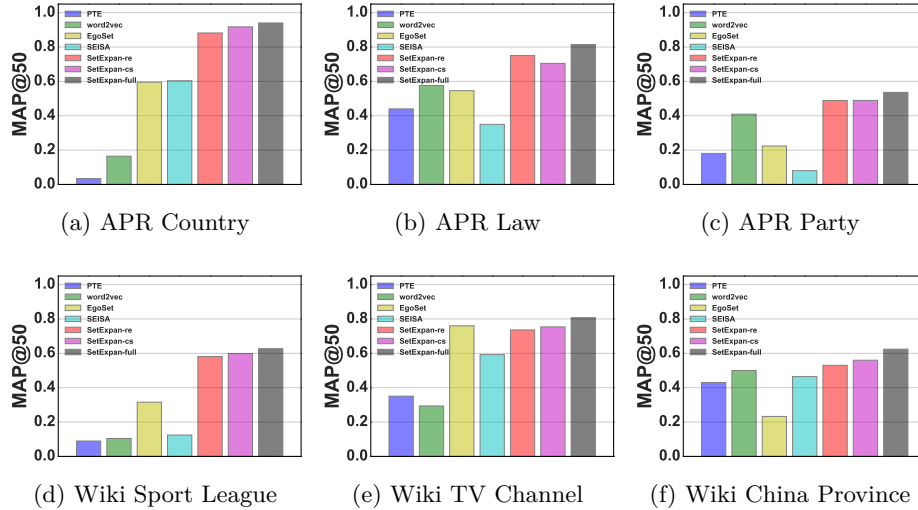 1.0
0.8
0.6
0.4
0.2
0.0
MAP@50
PTE
word2vec
EgoSet
SEISA
SetExpan-re
SetExpan-cs
SetExpan-full
(a) APR Country
1.0
0.8
0.6
0.4
0.2
0.0
MAP@50
PTE
word2vec
EgoSet
SEISA
SetExpan-re
SetExpan-cs
SetExpan-full
(b) APR Law
1.0
0.8
0.6
0.4
0.2
0.0
MAP@50
PTE
word2vec
EgoSet
SEISA
SetExpan-re
SetExpan-cs
SetExpan-full
(c) APR Party
1.0
0.8
0.6
0.4
0.2
0.0
MAP@50
PTE
word2vec
EgoSet
SEISA
SetExpan-re
SetExpan-cs
SetExpan-full
(d) Wiki Sport League
1.0
0.8
0.6
0.4
0.2
0.0
MAP@50
PTE
word2vec
EgoSet
SEISA
SetExpan-re
SetExpan-cs
SetExpan-full
(e) Wiki TV Channel
1.0
0.8
0.6
0.4
0.2
0.0
MAP@50
PTE
word2vec
EgoSet
SEISA
SetExpan-re
SetExpan-cs
SetExpan-full
(f) Wiki China Province